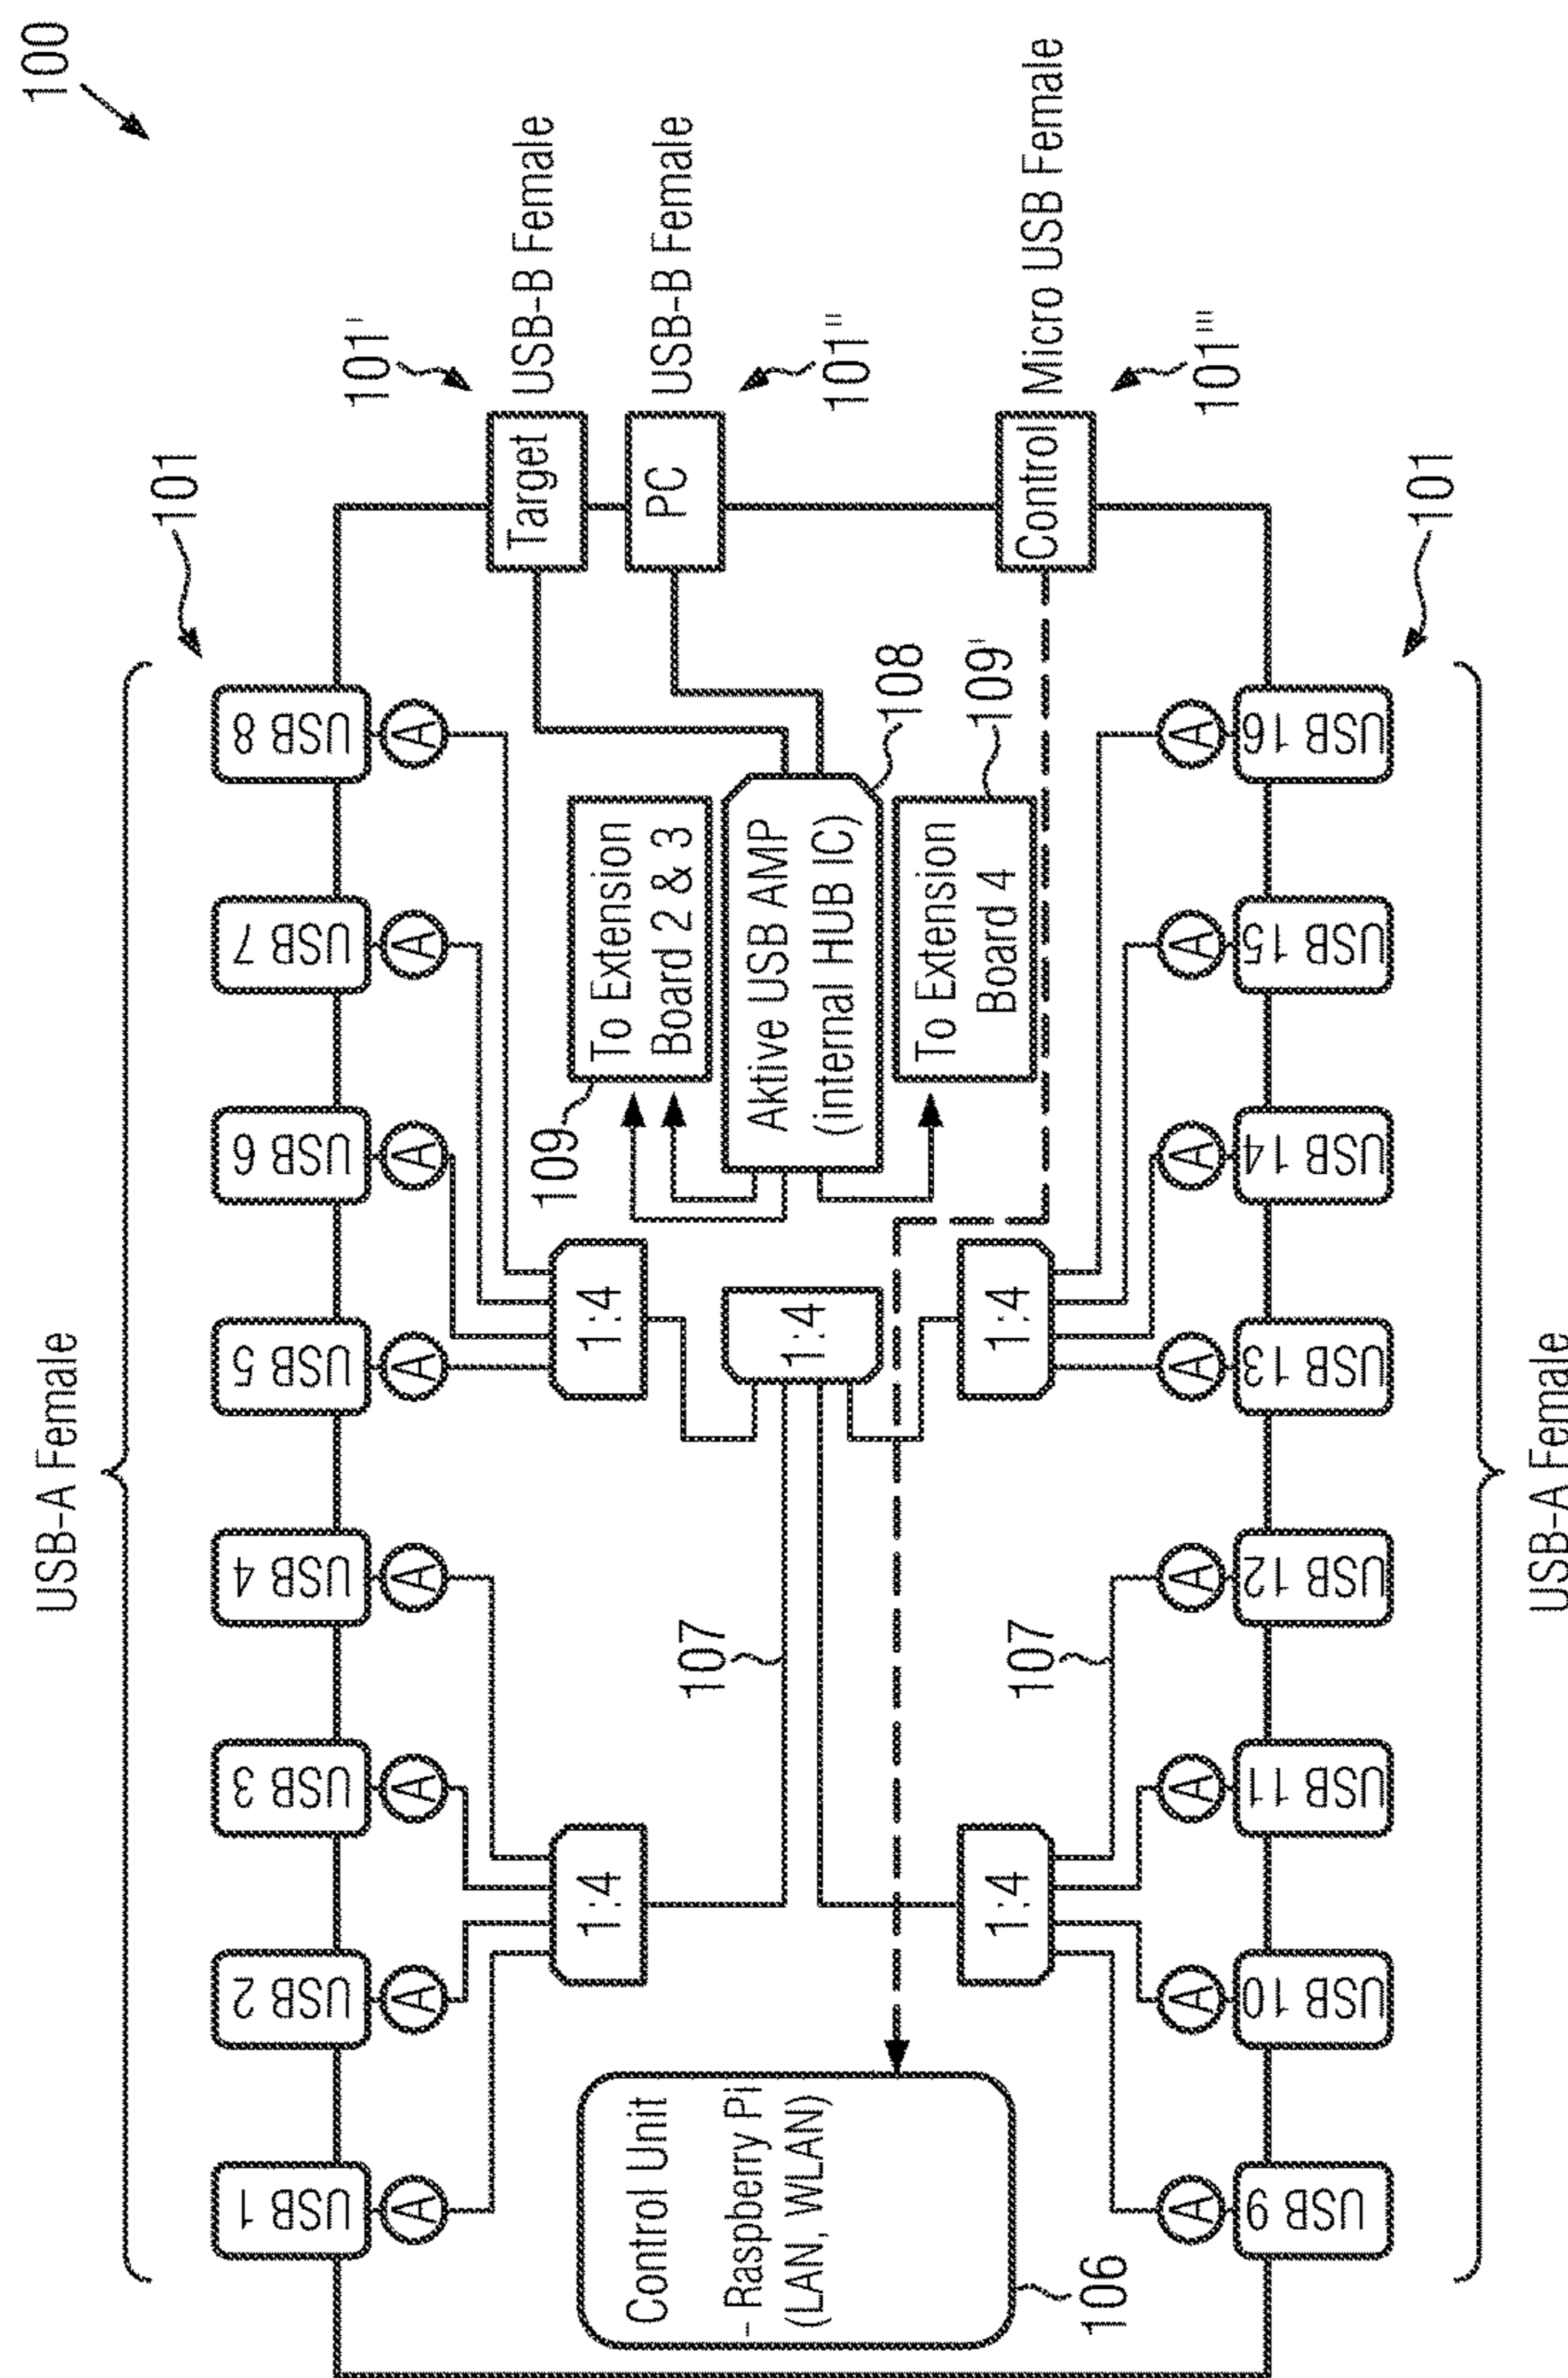 100
USB-A Female
101
USB 1
USB 2
USB 3
USB 4
USB 5
USB 6
USB 7
USB 8
A
A
A
A
A
A
A
A
101'
Target
USB-B Female
PC
USB-B Female
101''
109
To Extension
Board 2 & 3
1:4
1:4
Control Unit
- Raspberry Pi
(LAN, WLAN)
106
107
1:4
Aktive USB AMP
(internal HUB IC)
108
To Extension
Board 4
109'
1:4
1:4
107
Control
Micro USB Female
101'''
A
A
A
A
A
A
A
A
USB 9
USB 10
USB 11
USB 12
USB 13
USB 14
USB 15
USB 16
101
USB-A Female